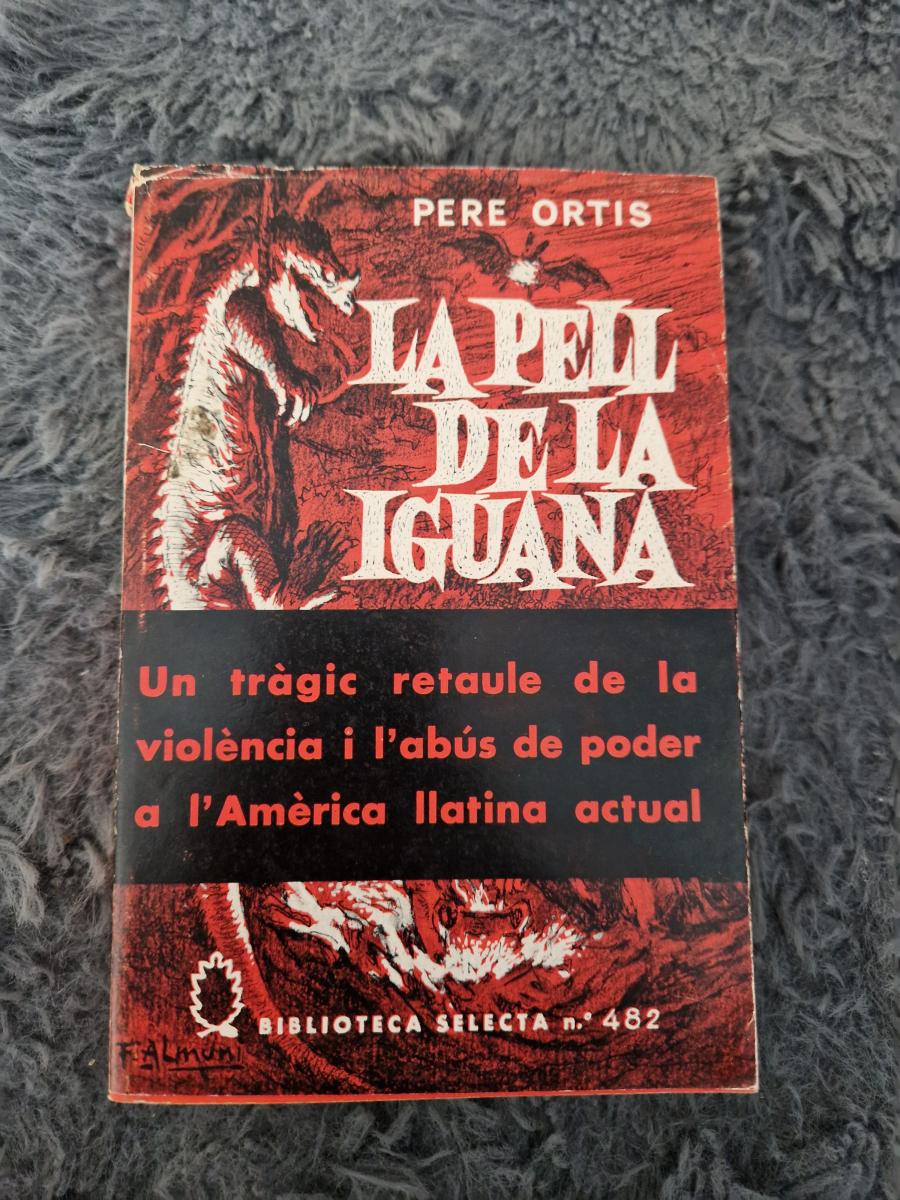 PERE ORTIS
LA PELL
DE LA
IGUANA
Un tràgic retaule de la
violència i l'abús de poder
a l'Amèrica llatina actual
BIBLIOTECA SELECTA n.º 482
F. ALMUNI